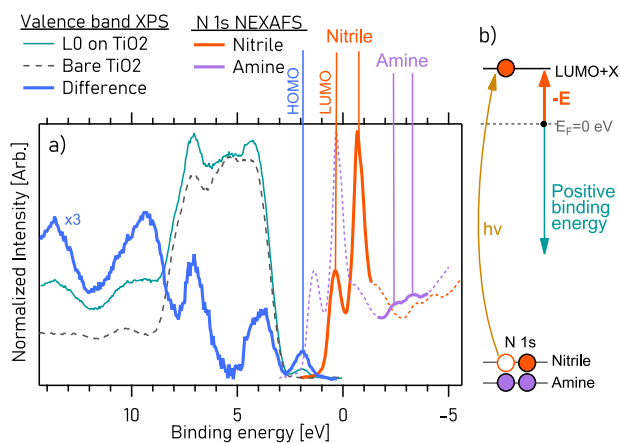 Valence band XPS
L0 on TiO2
Bare TiO2
Difference
N 1s NEXAFS
Nitrile
Amine
HOMO
LUMO
Nitrile
Amine
a)
x3
Normalized Intensity [Arb.]
10
5
0
-5
Binding energy [eV]
b)
LUMO+X
-E
E_F=0 eV
Positive
binding
energy
hν
N 1s
Nitrile
Amine